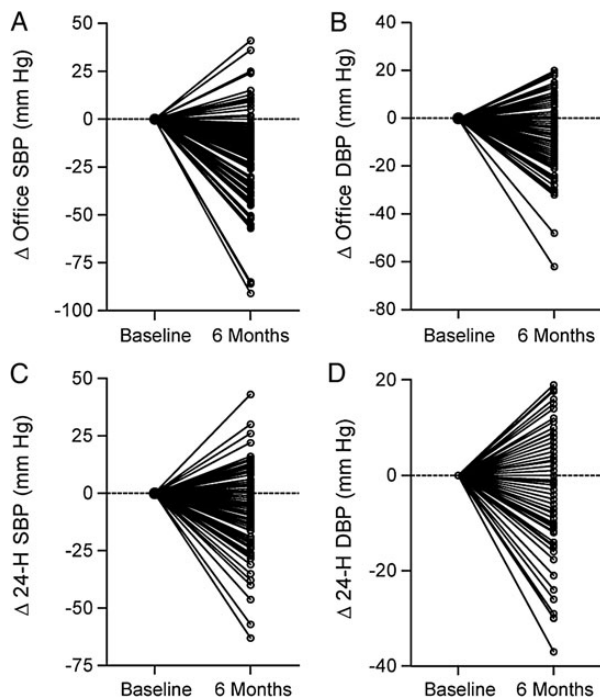 A
Δ Office SBP (mm Hg)
50
25
0
-25
-50
-75
-100
Baseline 6 Months
B
Δ Office DBP (mm Hg)
40
20
0
-20
-40
-60
-80
Baseline 6 Months
C
Δ 24-H SBP (mm Hg)
50
25
0
-25
-50
-75
Baseline 6 Months
D
Δ 24-H DBP (mm Hg)
20
0
-20
-40
Baseline 6 Months